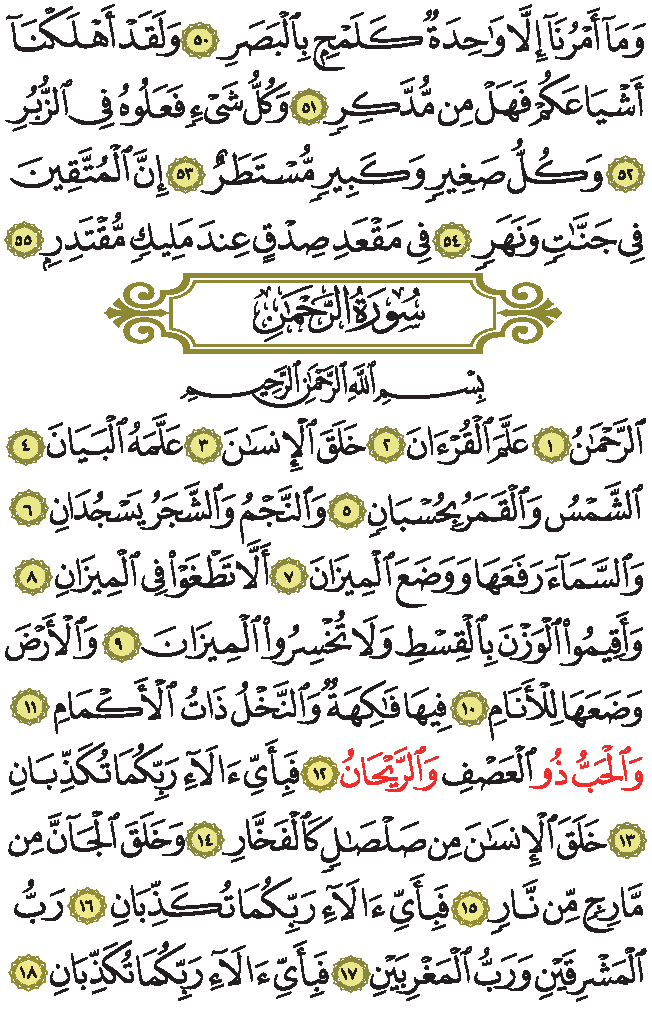 وَمَآ أَمْرُنَآ إِلَّا وَٰحِدَةٌ كَلَمْحٍۭ بِٱلْبَصَرِ ٥٠ وَلَقَدْ أَهْلَكْنَآ
أَشْيَاعَكُمْ فَهَلْ مِن مُّدَّكِرٍ ٥١ وَكُلُّ شَىْءٍ فَعَلُوهُ فِى ٱلزُّبُرِ
٥٢ وَكُلُّ صَغِيرٍ وَكَبِيرٍ مُّسْتَطَرٌ ٥٣ إِنَّ ٱلْمُتَّقِينَ
فِى جَنَّٰتٍ وَنَهَرٍ ٥٤ فِى مَقْعَدِ صِدْقٍ عِندَ مَلِيكٍ مُّقْتَدِرٍۭ ٥٥
سُورَةُ الرَّحْمَٰنِ
بِسْمِ ٱللَّهِ ٱلرَّحْمَٰنِ ٱلرَّحِيمِ
ٱلرَّحْمَٰنُ ١ عَلَّمَ ٱلْقُرْءَانَ ٢ خَلَقَ ٱلْإِنسَٰنَ ٣ عَلَّمَهُ ٱلْبَيَانَ ٤
ٱلشَّمْسُ وَٱلْقَمَرُ بِحُسْبَانٍ ٥ وَٱلنَّجْمُ وَٱلشَّجَرُ يَسْجُدَانِ ٦
وَٱلسَّمَآءَ رَفَعَهَا وَوَضَعَ ٱلْمِيزَانَ ٧ أَلَّا تَطْغَوْا۟ فِى ٱلْمِيزَانِ ٨
وَأَقِيمُوا۟ ٱلْوَزْنَ بِٱلْقِسْطِ وَلَا تُخْسِرُوا۟ ٱلْمِيزَانَ ٩ وَٱلْأَرْضَ
وَضَعَهَا لِلْأَنَامِ ١٠ فِيهَا فَٰكِهَةٌ وَٱلنَّخْلُ ذَاتُ ٱلْأَكْمَامِ ١١
وَٱلْحَبُّ ذُو ٱلْعَصْفِ وَٱلرَّيْحَانُ ١٢ فَبِأَىِّ ءَالَآءِ رَبِّكُمَا تُكَذِّبَانِ
١٣ خَلَقَ ٱلْإِنسَٰنَ مِن صَلْصَٰلٍ كَٱلْفَخَّارِ ١٤ وَخَلَقَ ٱلْجَآنَّ مِن
مَّارِجٍ مِّن نَّارٍ ١٥ فَبِأَىِّ ءَالَآءِ رَبِّكُمَا تُكَذِّبَانِ ١٦ رَبُّ
ٱلْمَشْرِقَيْنِ وَرَبُّ ٱلْمَغْرِبَيْنِ ١٧ فَبِأَىِّ ءَالَآءِ رَبِّكُمَا تُكَذِّبَانِ ١٨